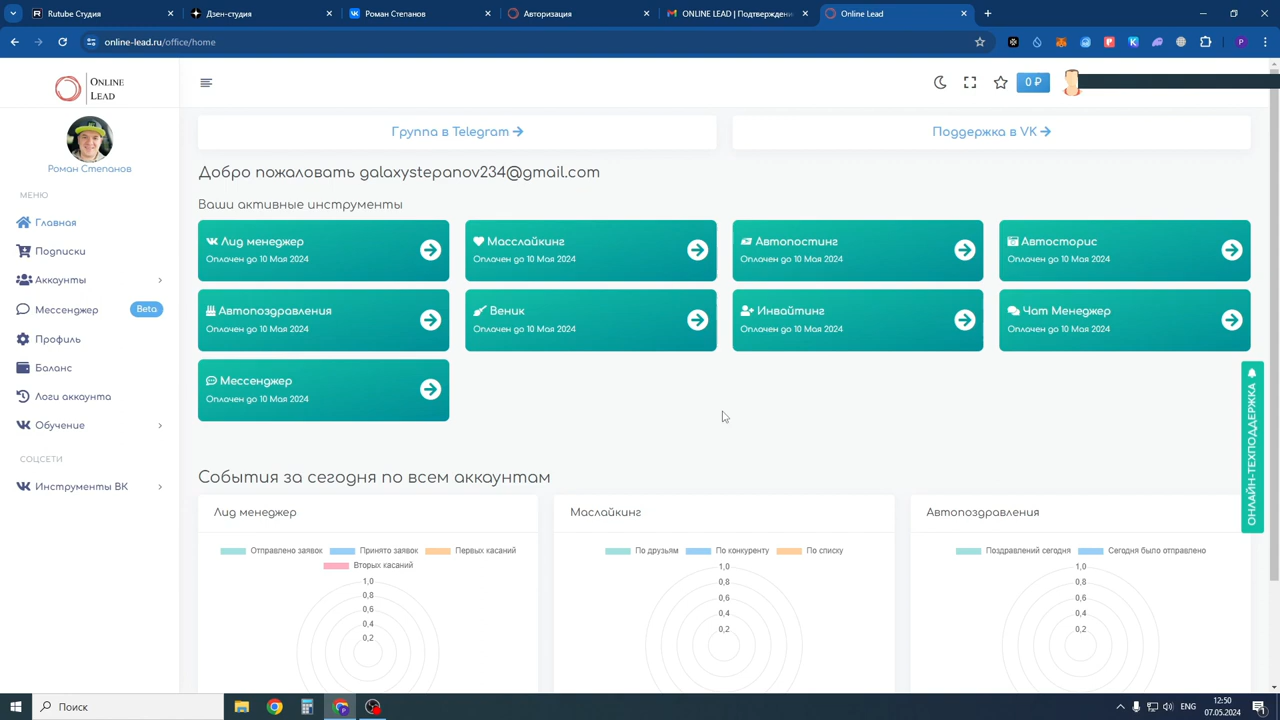 Rutube Студия
Дзен-студия
Роман Степанов
Авторизация
ONLINE LEAD | Подтверждени
Online Lead
online-lead.ru/office/home
ONLINE
LEAD
0 ₽
Роман Степанов
МЕНЮ
Главная
Подписки
Аккаунты
Мессенджер Beta
Профиль
Баланс
Логи аккаунта
Обучение
СОЦСЕТИ
Инструменты ВК
Группа в Telegram
Поддержка в VK
Добро пожаловать galaxystepanov234@gmail.com
Ваши активные инструменты
Лид менеджер
Оплачен до 10 Мая 2024
Масслайкинг
Оплачен до 10 Мая 2024
Автопостинг
Оплачен до 10 Мая 2024
Автосторис
Оплачен до 10 Мая 2024
Автопоздравления
Оплачен до 10 Мая 2024
Веник
Оплачен до 10 Мая 2024
Инвайтинг
Оплачен до 10 Мая 2024
Чат Менеджер
Оплачен до 10 Мая 2024
Мессенджер
Оплачен до 10 Мая 2024
ОНЛАЙН-ТЕХПОДДЕРЖКА
События за сегодня по всем аккаунтам
Лид менеджер
Отправлено заявок Принято заявок Первых касаний
Вторых касаний
1,0
0,8
0,6
0,4
0,2
Маслайкинг
По друзьям По конкуренту По списку
1,0
0,8
0,6
0,4
0,2
Автопоздравления
Поздравлений сегодня Сегодня было отправлено
1,0
0,8
0,6
0,4
0,2
Поиск
ENG
12:50
07.05.2024